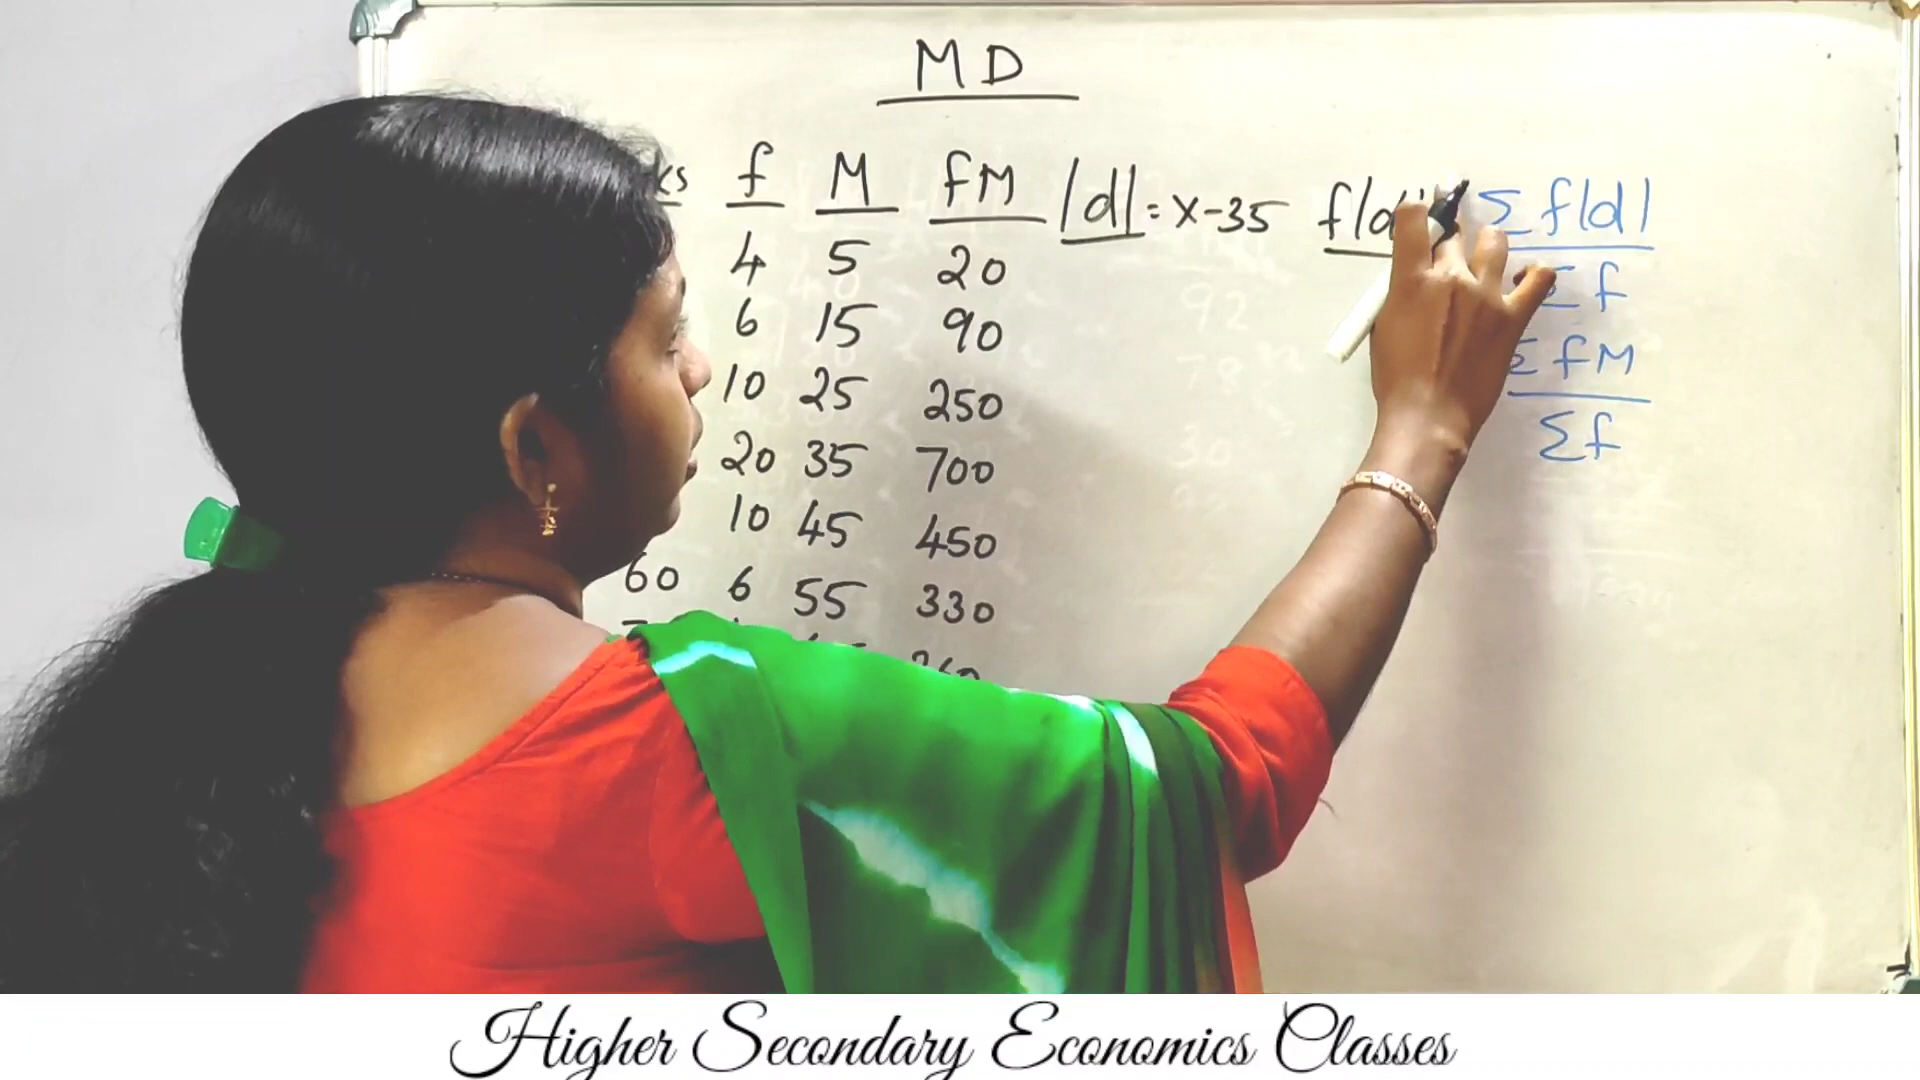 MD
f M fM |d| = x-35 f|d| Σf|d|
4 5 20
6 15 90 Σf
10 25 250 ΣfM
20 35 700 Σf
10 45 450
60 6 55 330
Higher Secondary Economics Classes